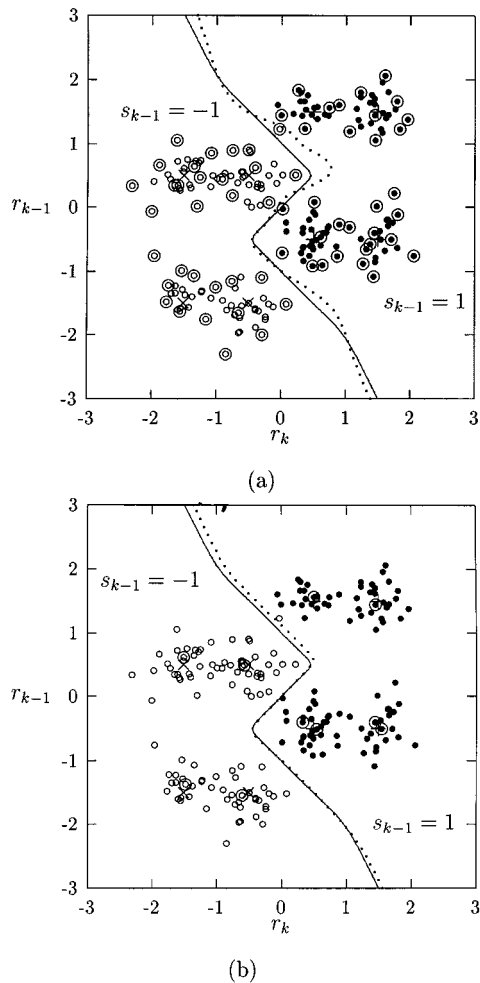 3
2
s_{k-1} = -1
1
r_{k-1}
0
-1
s_{k-1} = 1
-2
-3
-3 -2 -1 0 1 2 3
r_k
(a)
3
2
s_{k-1} = -1
1
r_{k-1}
0
-1
-2
s_{k-1} = 1
-3
-3 -2 -1 0 1 2 3
r_k
(b)